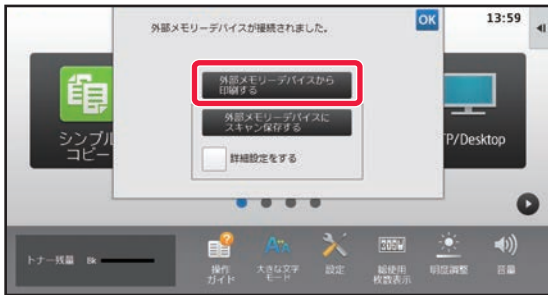 外部メモリーデバイスが接続されました。
OK
13:59
外部メモリーデバイスから
印刷する
外部メモリーデバイスに
スキャン保存する
詳細設定をする
シンプル
コピー
TP/Desktop
トナー残量 Bk
操作
ガイド
大きな文字
モード
設定
総使用
枚数表示
明度調整
音量